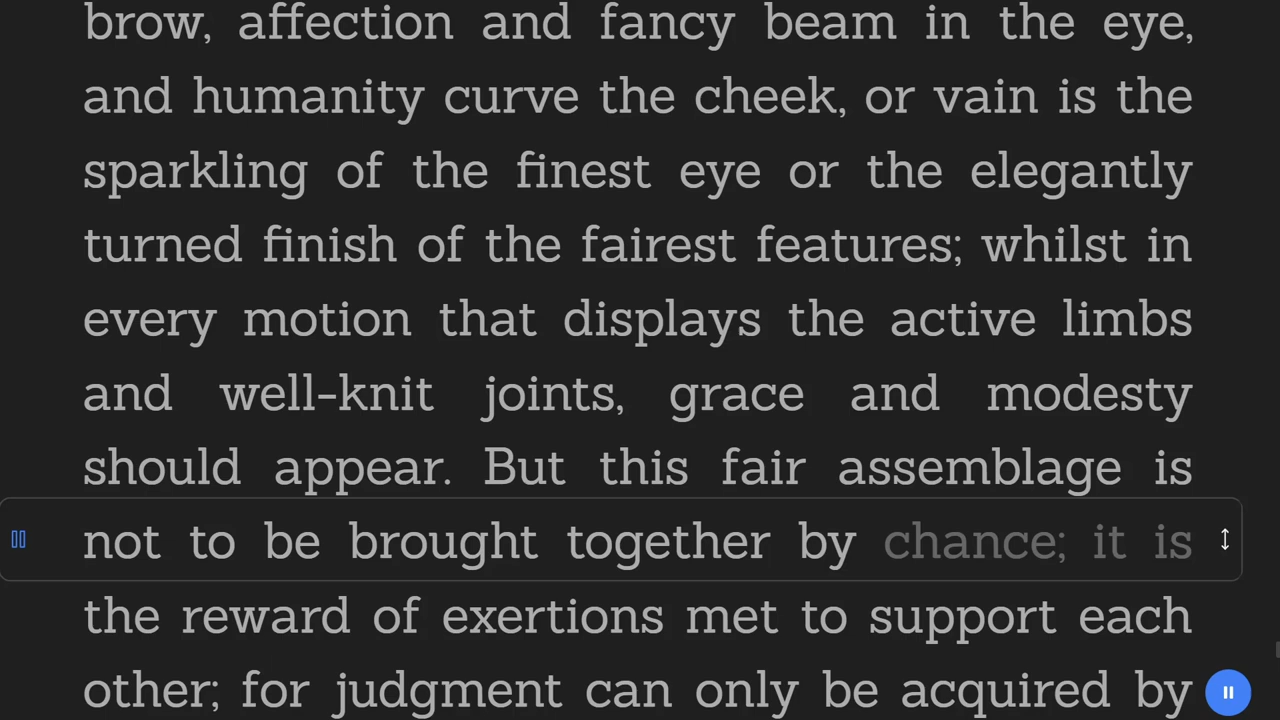 brow, affection and fancy beam in the eye,
and humanity curve the cheek, or vain is the
sparkling of the finest eye or the elegantly
turned finish of the fairest features; whilst in
every motion that displays the active limbs
and well-knit joints, grace and modesty
should appear. But this fair assemblage is
not to be brought together by chance; it is
the reward of exertions met to support each
other; for judgment can only be acquired by